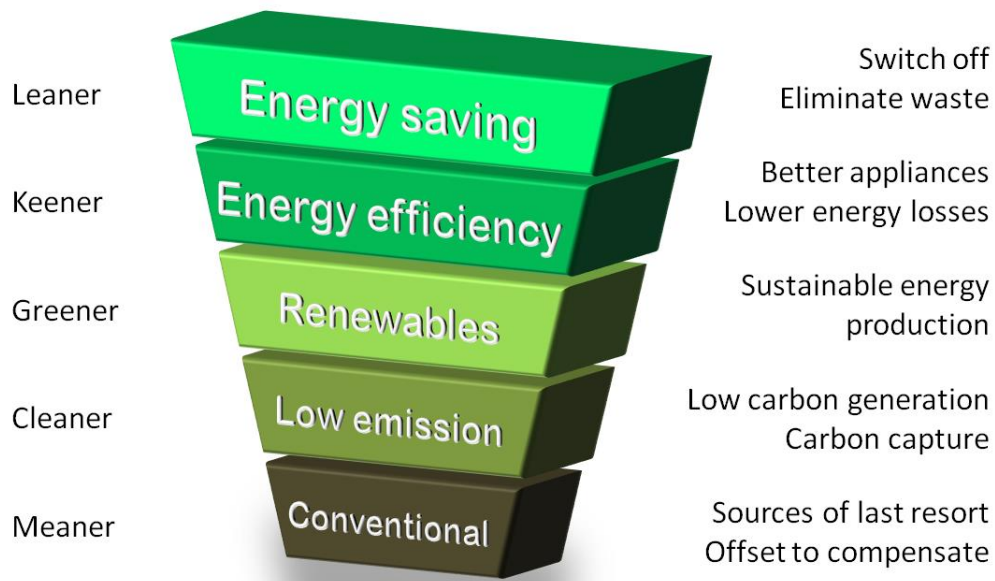 Leaner
Energy saving
Switch off
Eliminate waste
Keener
Energy efficiency
Better appliances
Lower energy losses
Greener
Renewables
Sustainable energy
production
Cleaner
Low emission
Low carbon generation
Carbon capture
Meaner
Conventional
Sources of last resort
Offset to compensate